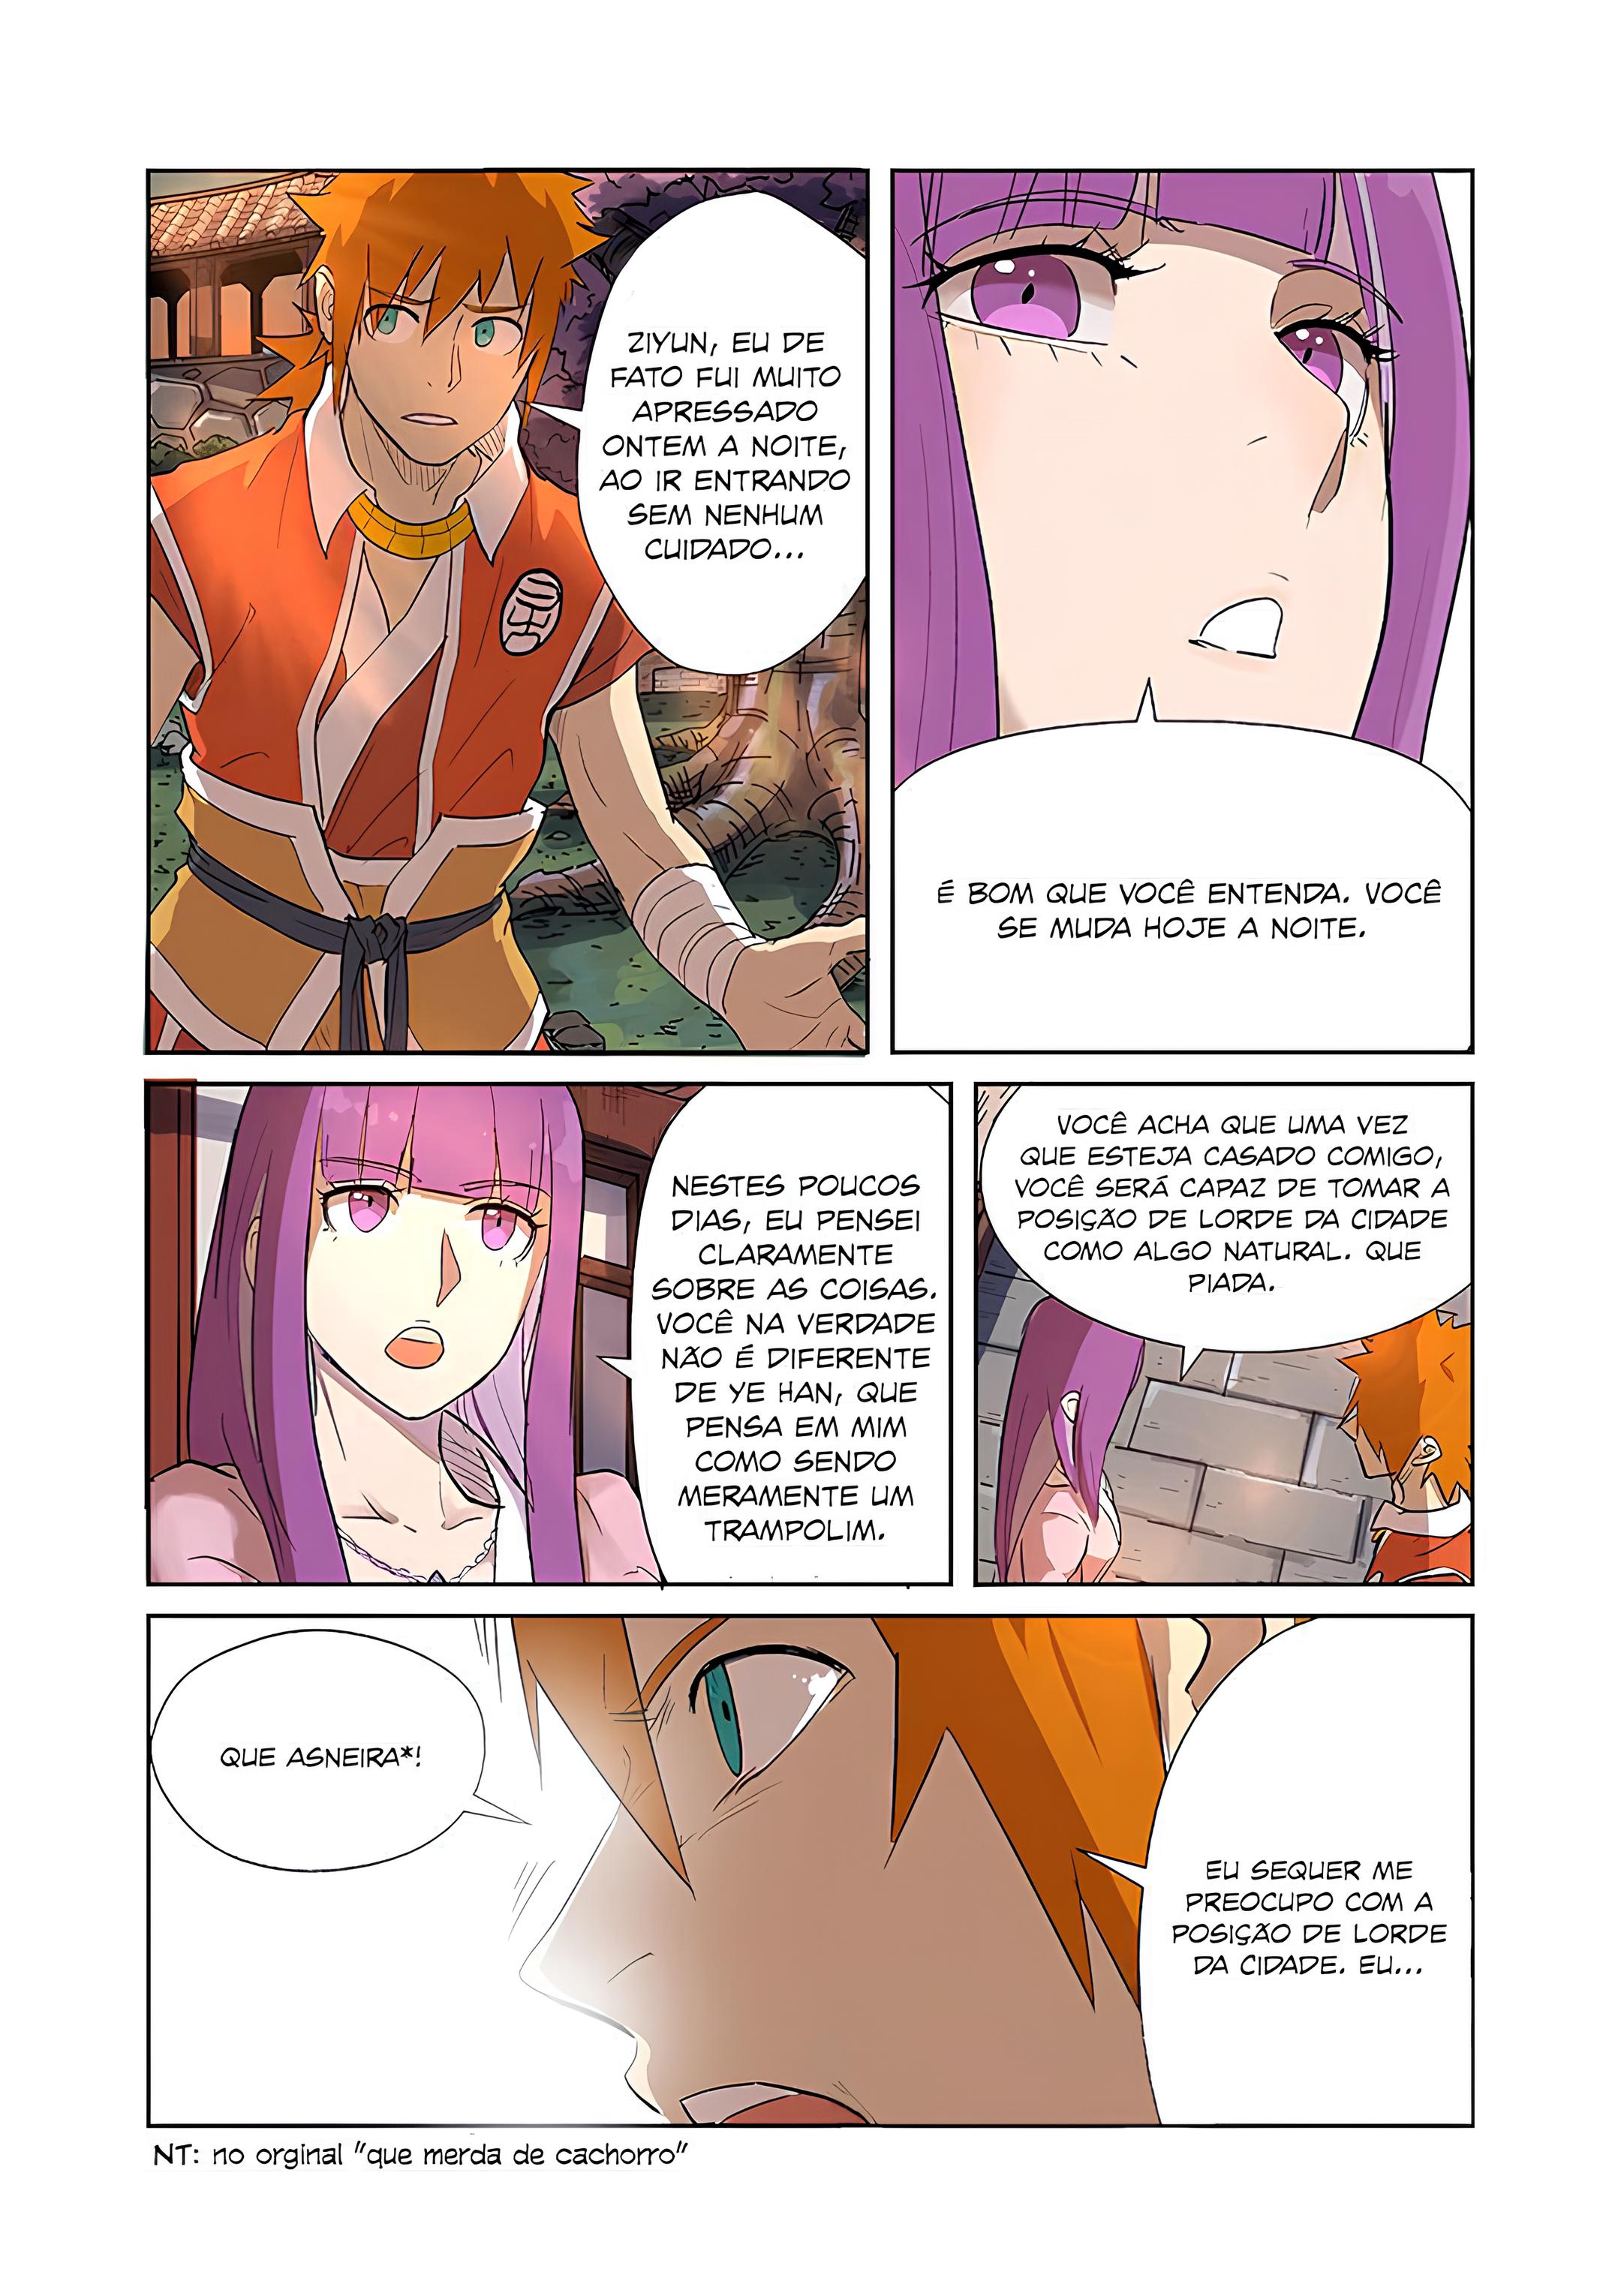 ZIYUN, EU DE
FATO FUI MUITO
APRESSADO
ONTEM A NOITE,
AO IR ENTRANDO
SEM NENHUM
CUIDADO...
É BOM QUE VOCÊ ENTENDA. VOCÊ
SE MUDA HOJE A NOITE.
NESTES POUCOS
DIAS, EU PENSEI
CLARAMENTE
SOBRE AS COISAS.
VOCÊ NA VERDADE
NÃO É DIFERENTE
DE YE HAN, QUE
PENSA EM MIM
COMO SENDO
MERAMENTE UM
TRAMPOLIM.
VOCÊ ACHA QUE UMA VEZ
QUE ESTEJA CASADO COMIGO,
VOCÊ SERÁ CAPAZ DE TOMAR A
POSIÇÃO DE LORDE DA CIDADE
COMO ALGO NATURAL. QUE
PIADA.
QUE ASNEIRA*!
EU SEQUER ME
PREOCUPO COM A
POSIÇÃO DE LORDE
DA CIDADE. EU...
NT: no orginal "que merda de cachorro"